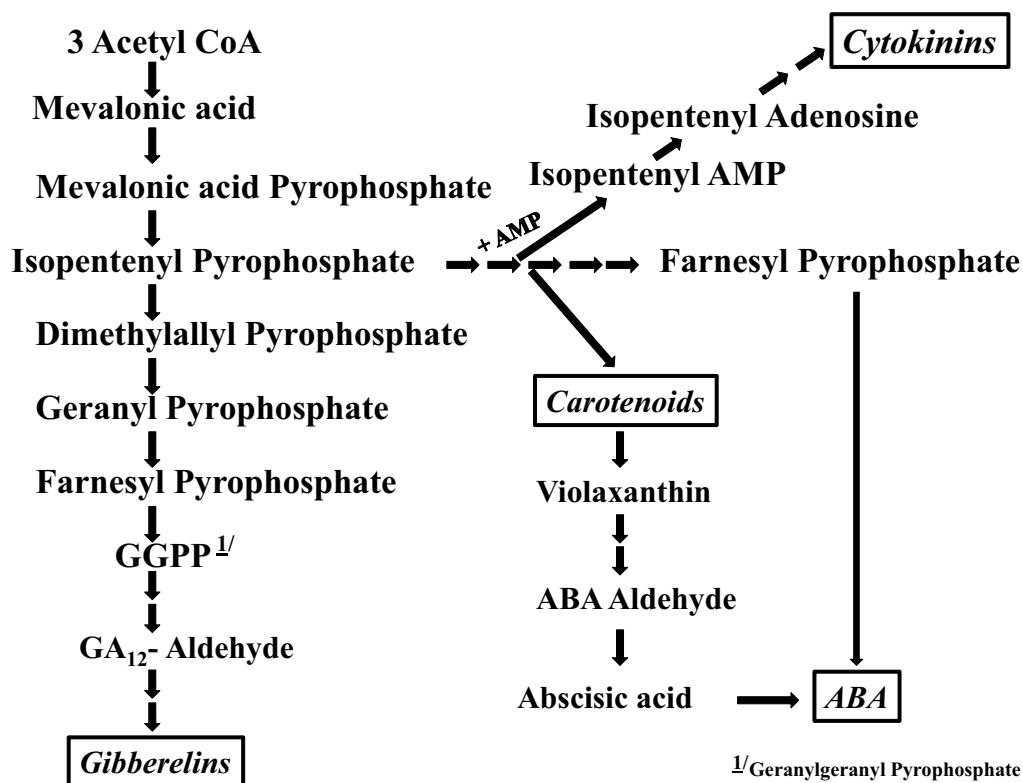 3 Acetyl CoA
Cytokinins
Mevalonic acid
Isopentenyl Adenosine
Mevalonic acid Pyrophosphate
Isopentenyl AMP
+ AMP
Isopentenyl Pyrophosphate
Farnesyl Pyrophosphate
Dimethylallyl Pyrophosphate
Geranyl Pyrophosphate
Carotenoids
Farnesyl Pyrophosphate
Violaxanthin
GGPP 1/
ABA Aldehyde
GA12- Aldehyde
Abscisic acid
ABA
Gibberelins
1/Geranylgeranyl Pyrophosphate